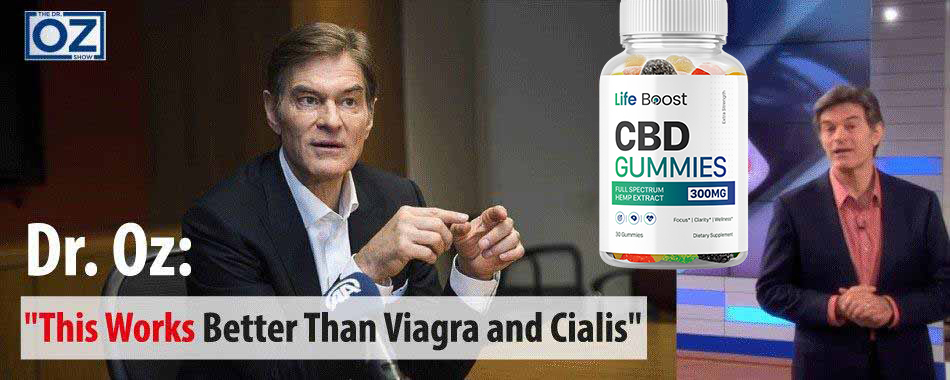 THE DR.
OZ
SHOW
Life Boost
CBD
GUMMIES
FULL SPECTRUM
HEMP EXTRACT
300MG
Extra Strength
Focus* | Clarity* | Wellness*
30 Gummies
Dietary Supplement
Dr. Oz:
"This Works Better Than Viagra and Cialis"